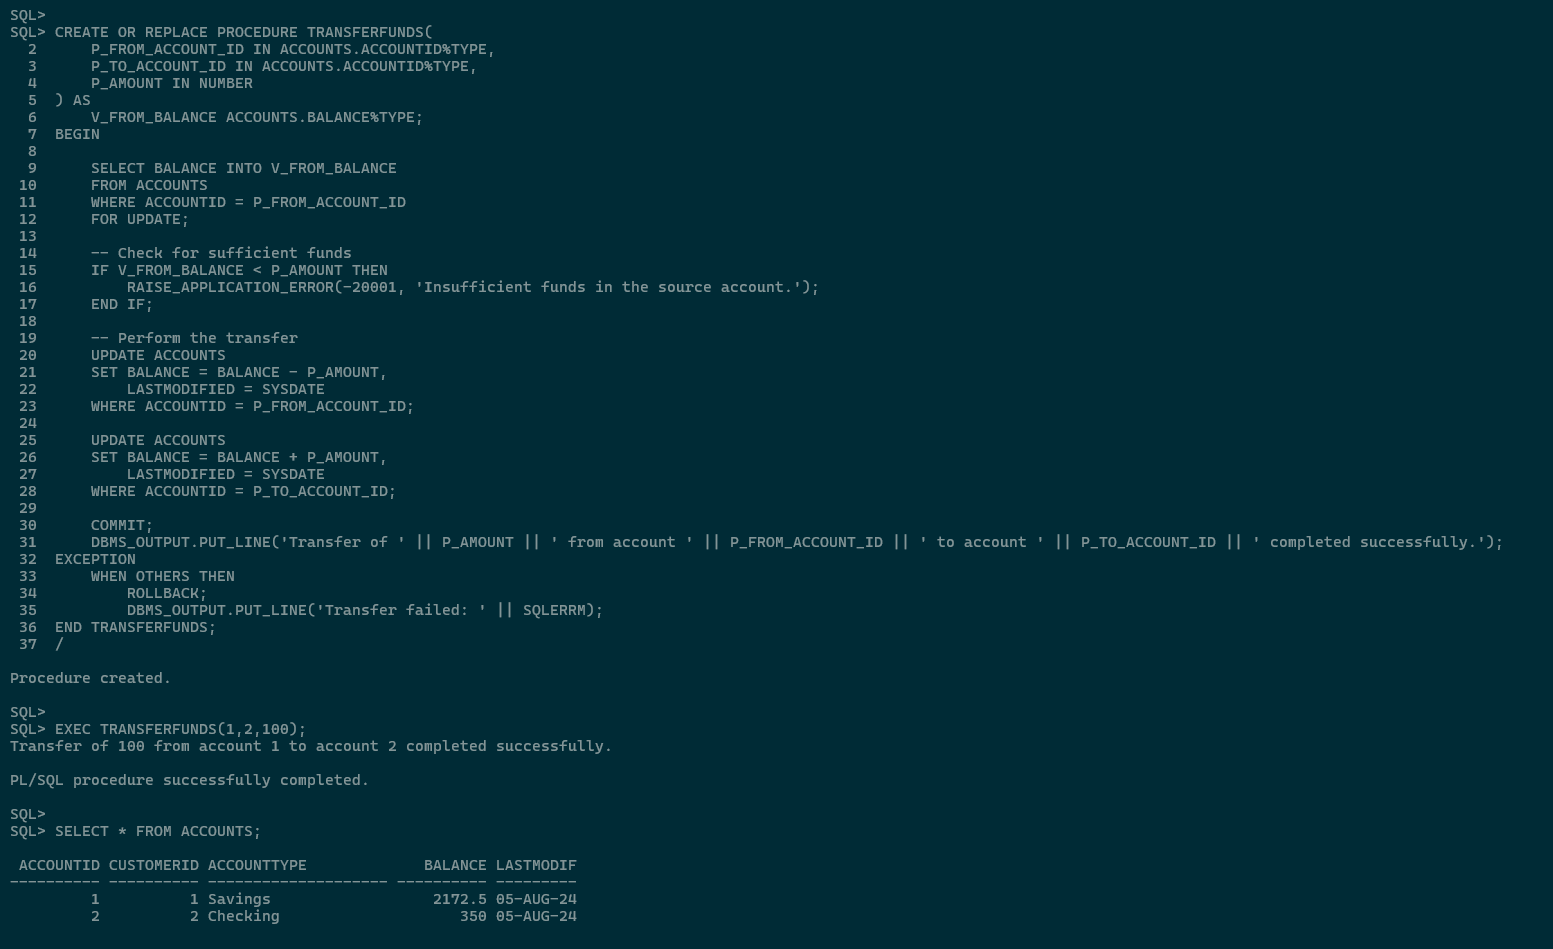 SQL>
SQL> CREATE OR REPLACE PROCEDURE TRANSFERFUNDS(
  2      P_FROM_ACCOUNT_ID IN ACCOUNTS.ACCOUNTID%TYPE,
  3      P_TO_ACCOUNT_ID IN ACCOUNTS.ACCOUNTID%TYPE,
  4      P_AMOUNT IN NUMBER
  5  ) AS
  6      V_FROM_BALANCE ACCOUNTS.BALANCE%TYPE;
  7  BEGIN
  8
  9      SELECT BALANCE INTO V_FROM_BALANCE
 10      FROM ACCOUNTS
 11      WHERE ACCOUNTID = P_FROM_ACCOUNT_ID
 12      FOR UPDATE;
 13
 14      -- Check for sufficient funds
 15      IF V_FROM_BALANCE < P_AMOUNT THEN
 16          RAISE_APPLICATION_ERROR(-20001, 'Insufficient funds in the source account.');
 17      END IF;
 18
 19      -- Perform the transfer
 20      UPDATE ACCOUNTS
 21      SET BALANCE = BALANCE - P_AMOUNT,
 22          LASTMODIFIED = SYSDATE
 23      WHERE ACCOUNTID = P_FROM_ACCOUNT_ID;
 24
 25      UPDATE ACCOUNTS
 26      SET BALANCE = BALANCE + P_AMOUNT,
 27          LASTMODIFIED = SYSDATE
 28      WHERE ACCOUNTID = P_TO_ACCOUNT_ID;
 29
 30      COMMIT;
 31      DBMS_OUTPUT.PUT_LINE('Transfer of ' || P_AMOUNT || ' from account ' || P_FROM_ACCOUNT_ID || ' to account ' || P_TO_ACCOUNT_ID || ' completed successfully.');
 32  EXCEPTION
 33      WHEN OTHERS THEN
 34          ROLLBACK;
 35          DBMS_OUTPUT.PUT_LINE('Transfer failed: ' || SQLERRM);
 36  END TRANSFERFUNDS;
 37  /

Procedure created.

SQL>
SQL> EXEC TRANSFERFUNDS(1,2,100);
Transfer of 100 from account 1 to account 2 completed successfully.

PL/SQL procedure successfully completed.

SQL>
SQL> SELECT * FROM ACCOUNTS;

 ACCOUNTID CUSTOMERID ACCOUNTTYPE             BALANCE LASTMODIF
---------- ---------- -------------------- ---------- ---------
         1          1 Savings                  2172.5 05-AUG-24
         2          2 Checking                    350 05-AUG-24